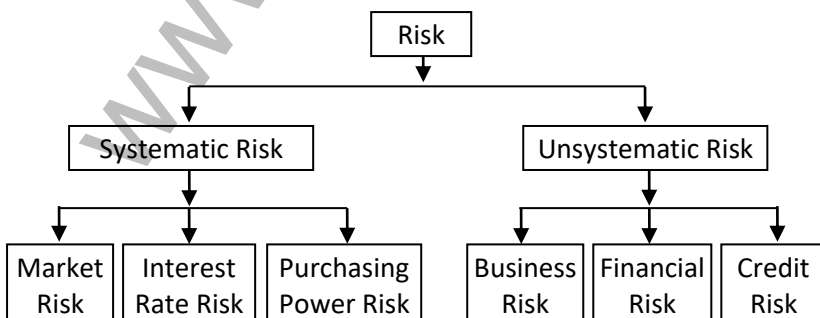 Risk
Systematic Risk
Unsystematic Risk
Market
Risk
Interest
Rate Risk
Purchasing
Power Risk
Business
Risk
Financial
Risk
Credit
Risk